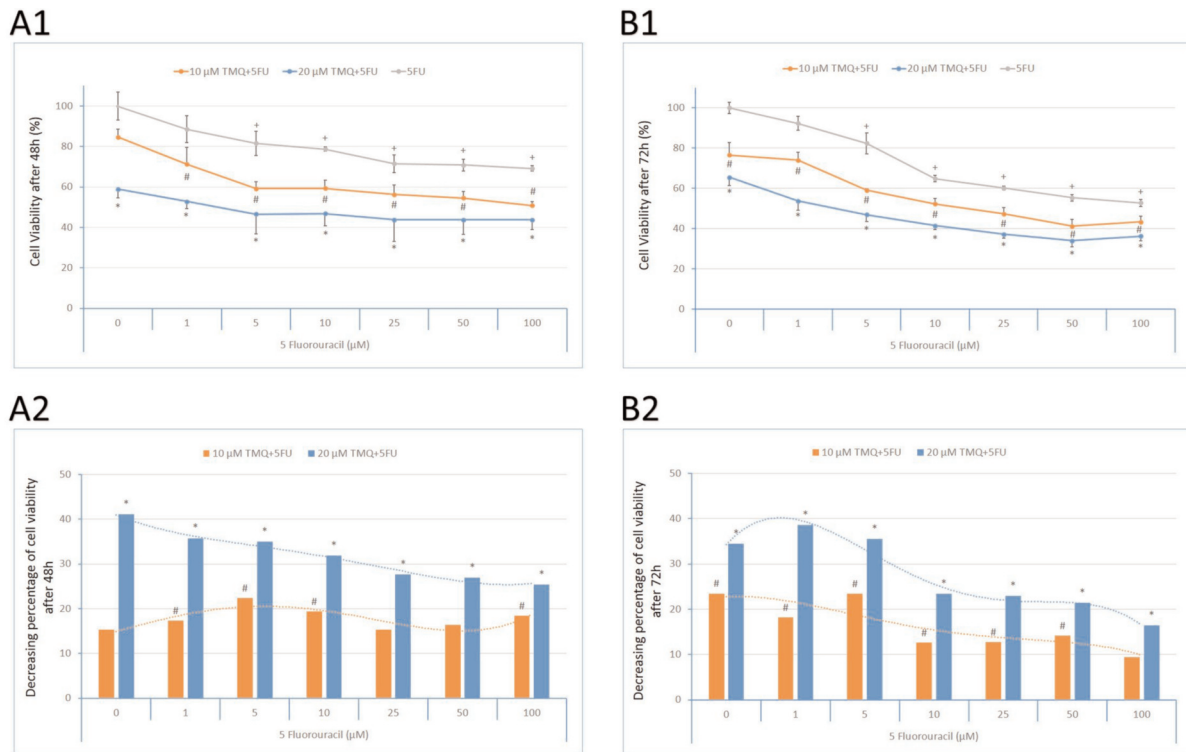 A1
10 µM TMQ+5FU 20 µM TMQ+5FU 5FU
Cell Viability after 48h (%)
100
80
60
40
20
0
+ + + + +
# # # # # #
* * * * * * *
0 1 5 10 25 50 100
5 Fluorouracil (µM)
B1
10 µM TMQ+5FU 20 µM TMQ+5FU 5FU
Cell Viability after 72h (%)
100
80
60
40
20
0
+ + + + +
# # # # # # #
* * * * * * *
0 1 5 10 25 50 100
5 Fluorouracil (µM)
A2
10 µM TMQ+5FU 20 µM TMQ+5FU
Decreasing percentage of cell viability
after 48h
50
40
30
20
10
0
* * * * * * *
# # # #
0 1 5 10 25 50 100
5 Fluorouracil (µM)
B2
10 µM TMQ+5FU 20 µM TMQ+5FU
Decreasing percentage of cell viability
after 72h
50
40
30
20
10
0
* * * * * * *
# # # # # #
0 1 5 10 25 50 100
5 Fluorouracil (µM)